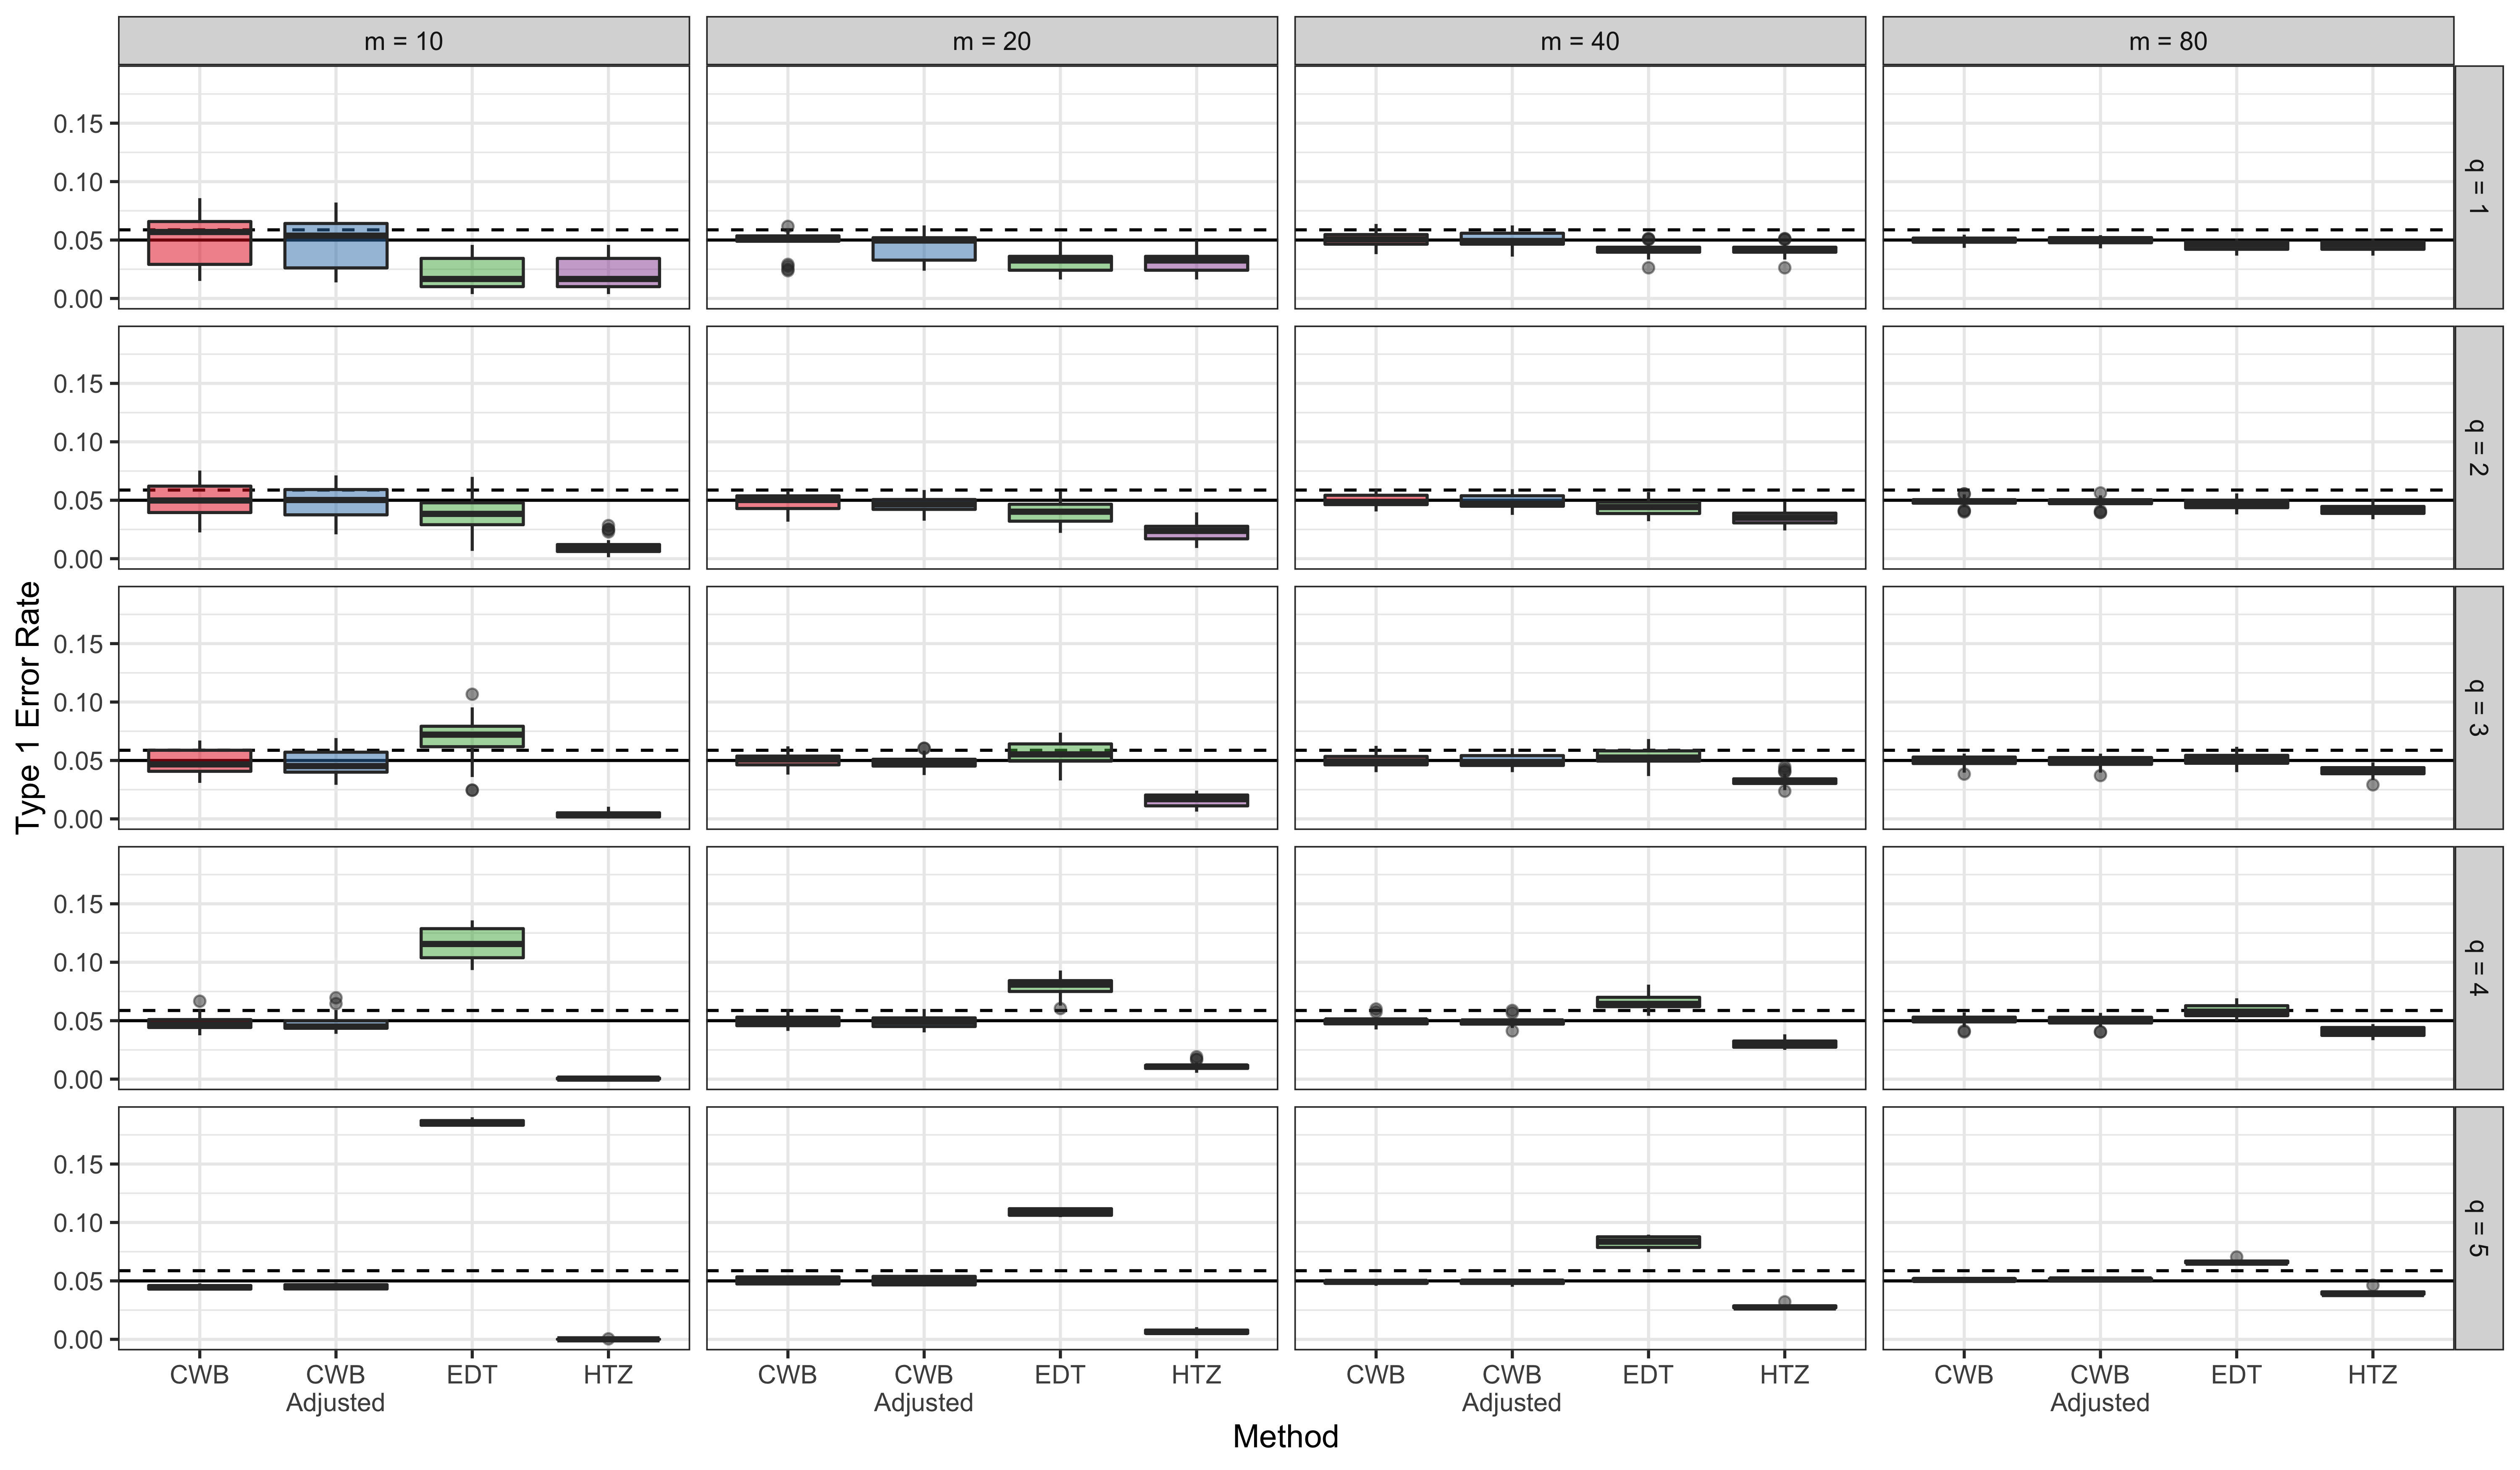 m = 10 m = 20 m = 40 m = 80
Type 1 Error Rate
0.15
0.10
0.05
0.00
q = 1
0.15
0.10
0.05
0.00
q = 2
0.15
0.10
0.05
0.00
q = 3
0.15
0.10
0.05
0.00
q = 4
0.15
0.10
0.05
0.00
q = 5
CWB CWB EDT HTZ CWB CWB EDT HTZ CWB CWB EDT HTZ CWB CWB EDT HTZ
Adjusted Adjusted Adjusted Adjusted
Method